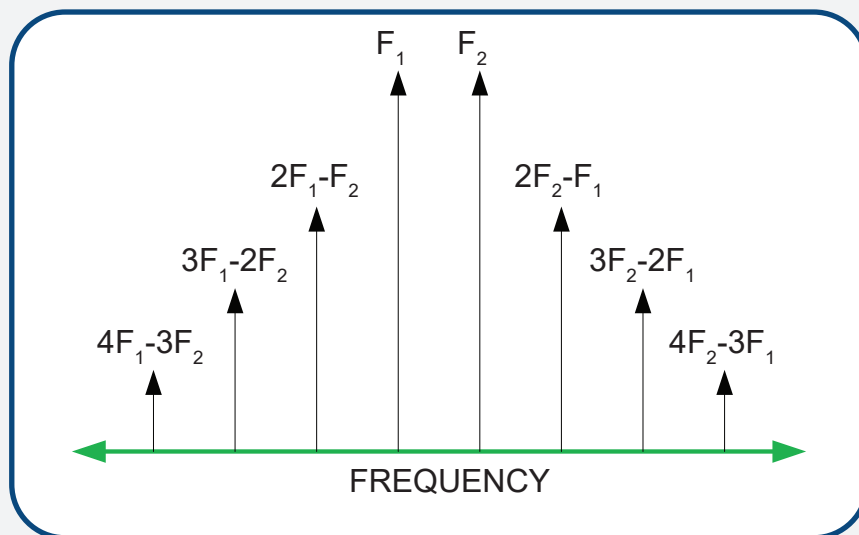 F₁ F₂
2F₁-F₂ 2F₂-F₁
3F₁-2F₂ 3F₂-2F₁
4F₁-3F₂ 4F₂-3F₁
FREQUENCY